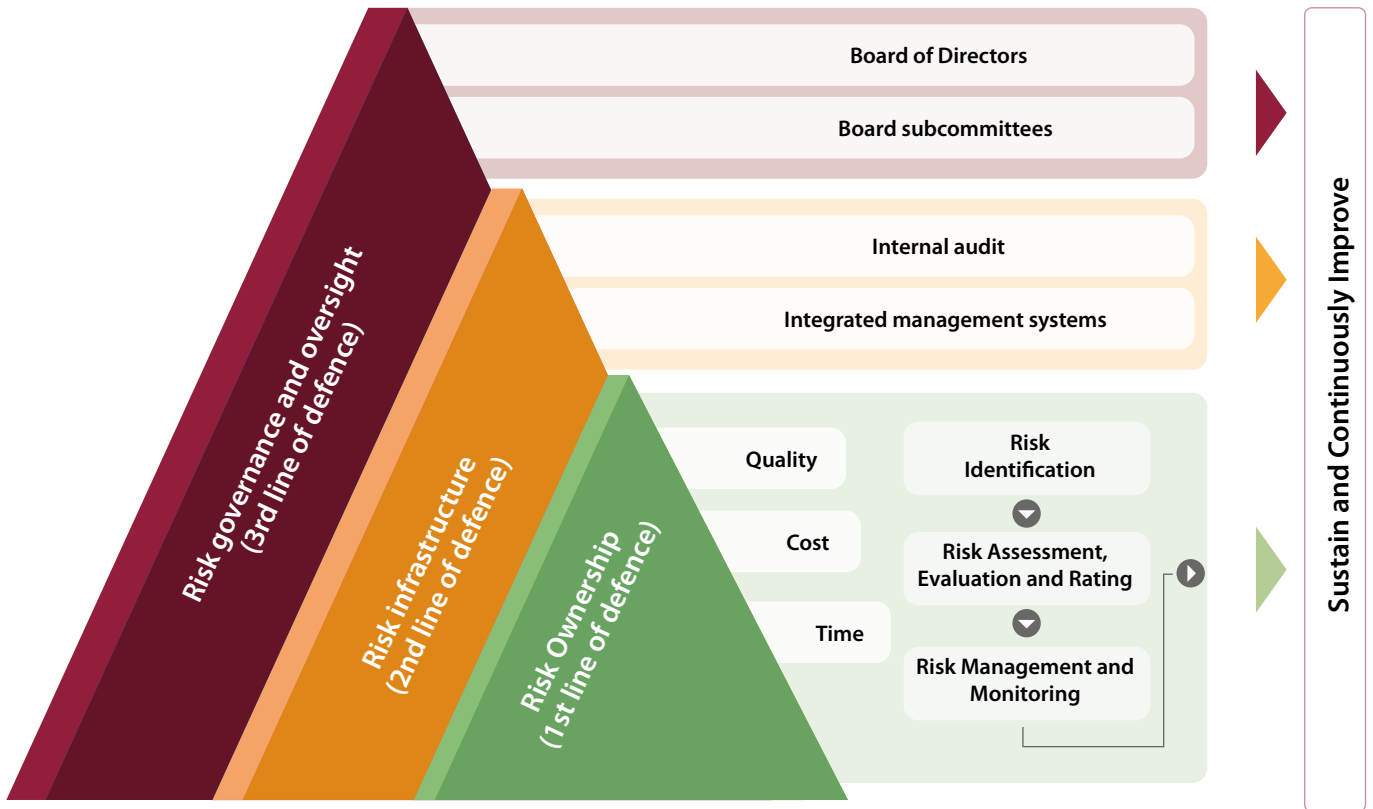 Board of Directors
Board subcommittees
Risk governance and oversight
(3rd line of defence)
Internal audit
Integrated management systems
Risk infrastructure
(2nd line of defence)
Risk Ownership
(1st line of defence)
Quality
Cost
Time
Risk
Identification
Risk Assessment,
Evaluation and Rating
Risk Management and
Monitoring
Sustain and Continuously Improve